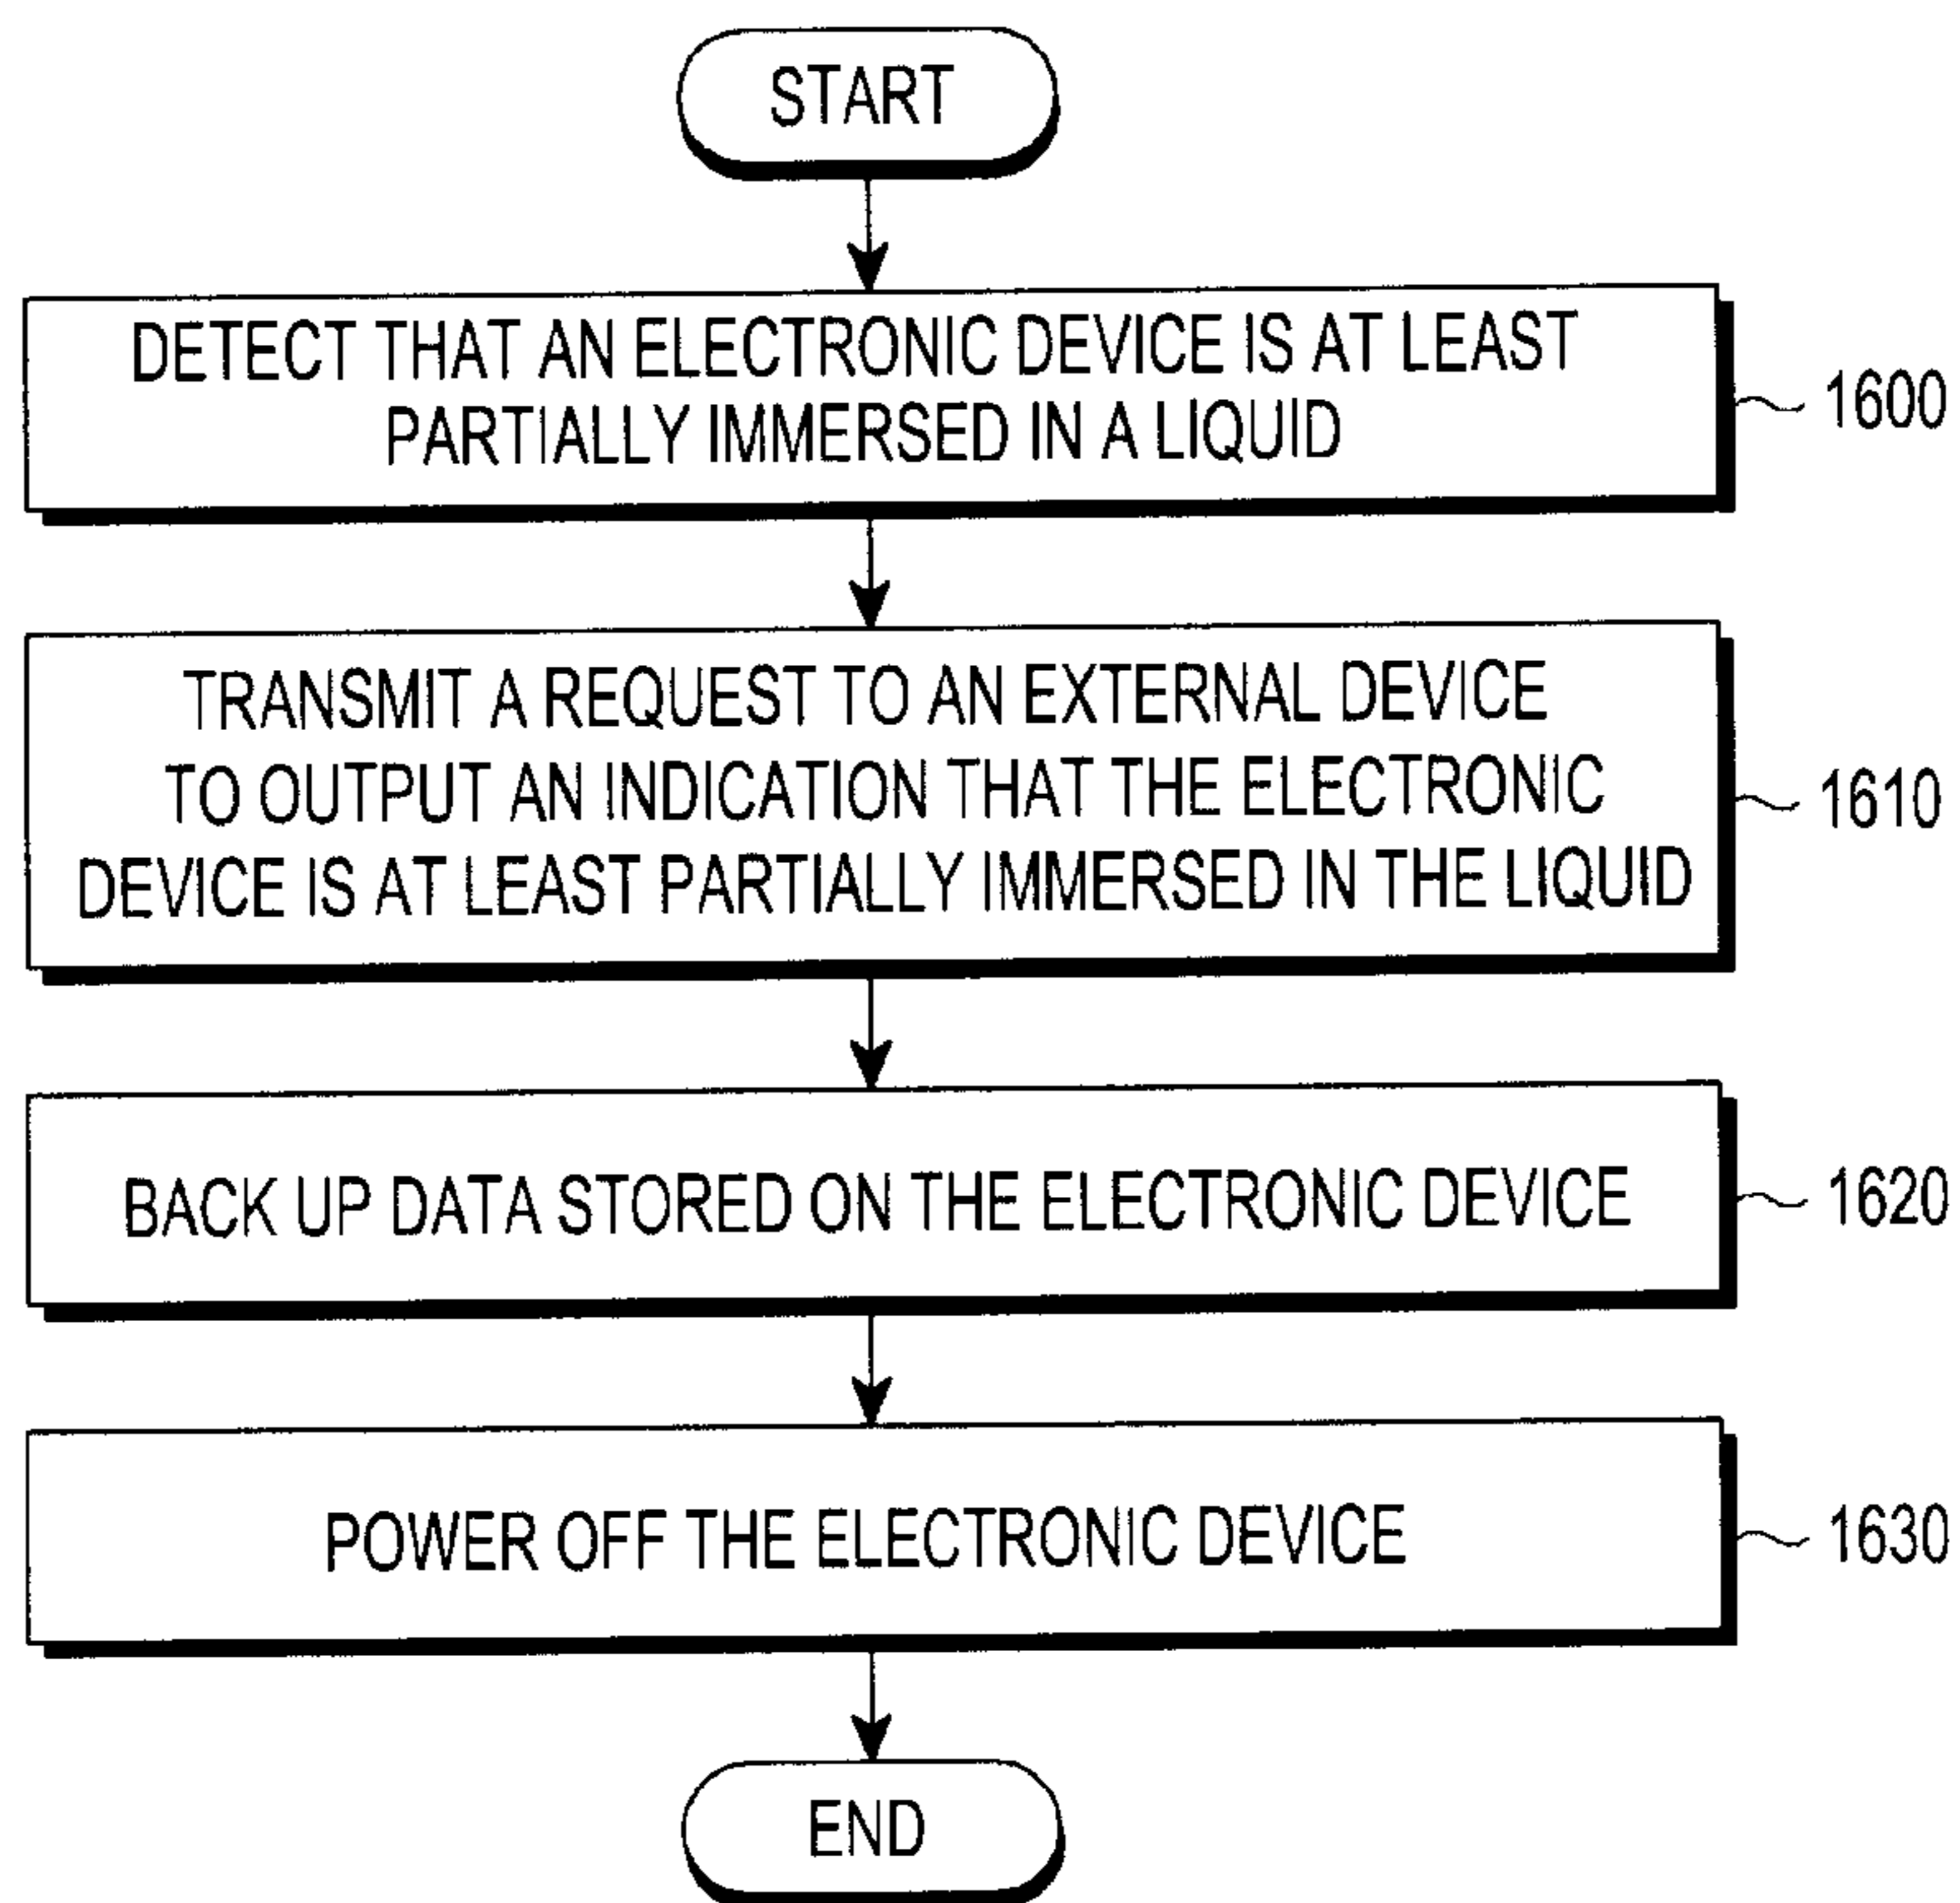 START
DETECT THAT AN ELECTRONIC DEVICE IS AT LEAST
PARTIALLY IMMERSED IN A LIQUID
1600
TRANSMIT A REQUEST TO AN EXTERNAL DEVICE
TO OUTPUT AN INDICATION THAT THE ELECTRONIC
DEVICE IS AT LEAST PARTIALLY IMMERSED IN THE LIQUID
1610
BACK UP DATA STORED ON THE ELECTRONIC DEVICE
1620
POWER OFF THE ELECTRONIC DEVICE
1630
END